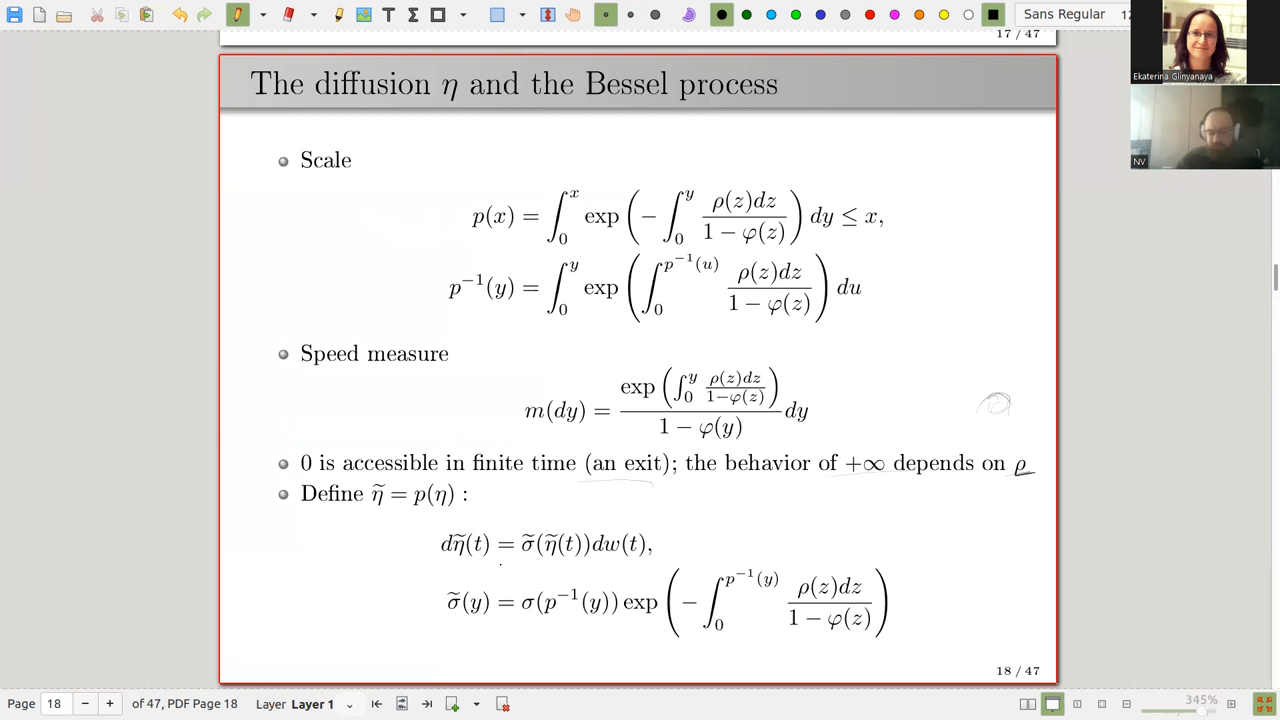 Sans Regular
17 / 47
Ekaterina Glinyanaya
NV
The diffusion η and the Bessel process
Scale
p(x) = ∫_0^x exp(−∫_0^y ρ(z)dz / (1 − φ(z))) dy ≤ x,
p^{−1}(y) = ∫_0^y exp(∫_0^{p^{−1}(u)} ρ(z)dz / (1 − φ(z))) du
Speed measure
m(dy) = exp(∫_0^y ρ(z)dz / (1−φ(z))) / (1 − φ(y)) dy
0 is accessible in finite time (an exit); the behavior of +∞ depends on ρ
Define η̃ = p(η) :
dη̃(t) = σ̃(η̃(t))dw(t),
σ̃(y) = σ(p^{−1}(y)) exp(−∫_0^{p^{−1}(y)} ρ(z)dz / (1 − φ(z)))
18 / 47
Page 18 − + of 47, PDF Page 18 Layer Layer 1 345%